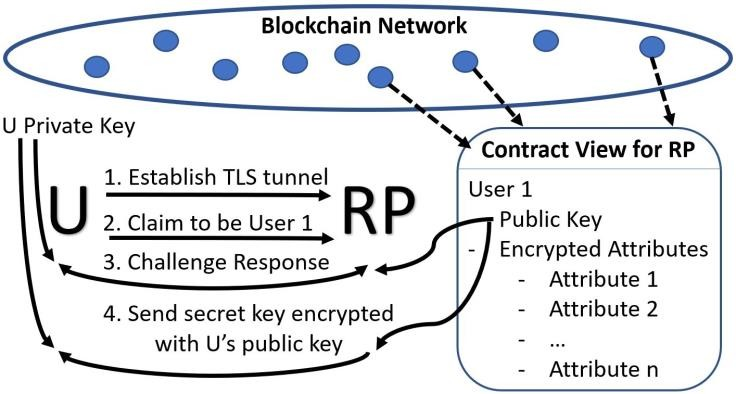 Blockchain Network
U Private Key
Contract View for RP
1. Establish TLS tunnel
U
RP
2. Claim to be User 1
3. Challenge Response
4. Send secret key encrypted
with U's public key
User 1
- Public Key
- Encrypted Attributes
- Attribute 1
- Attribute 2
- ...
- Attribute n